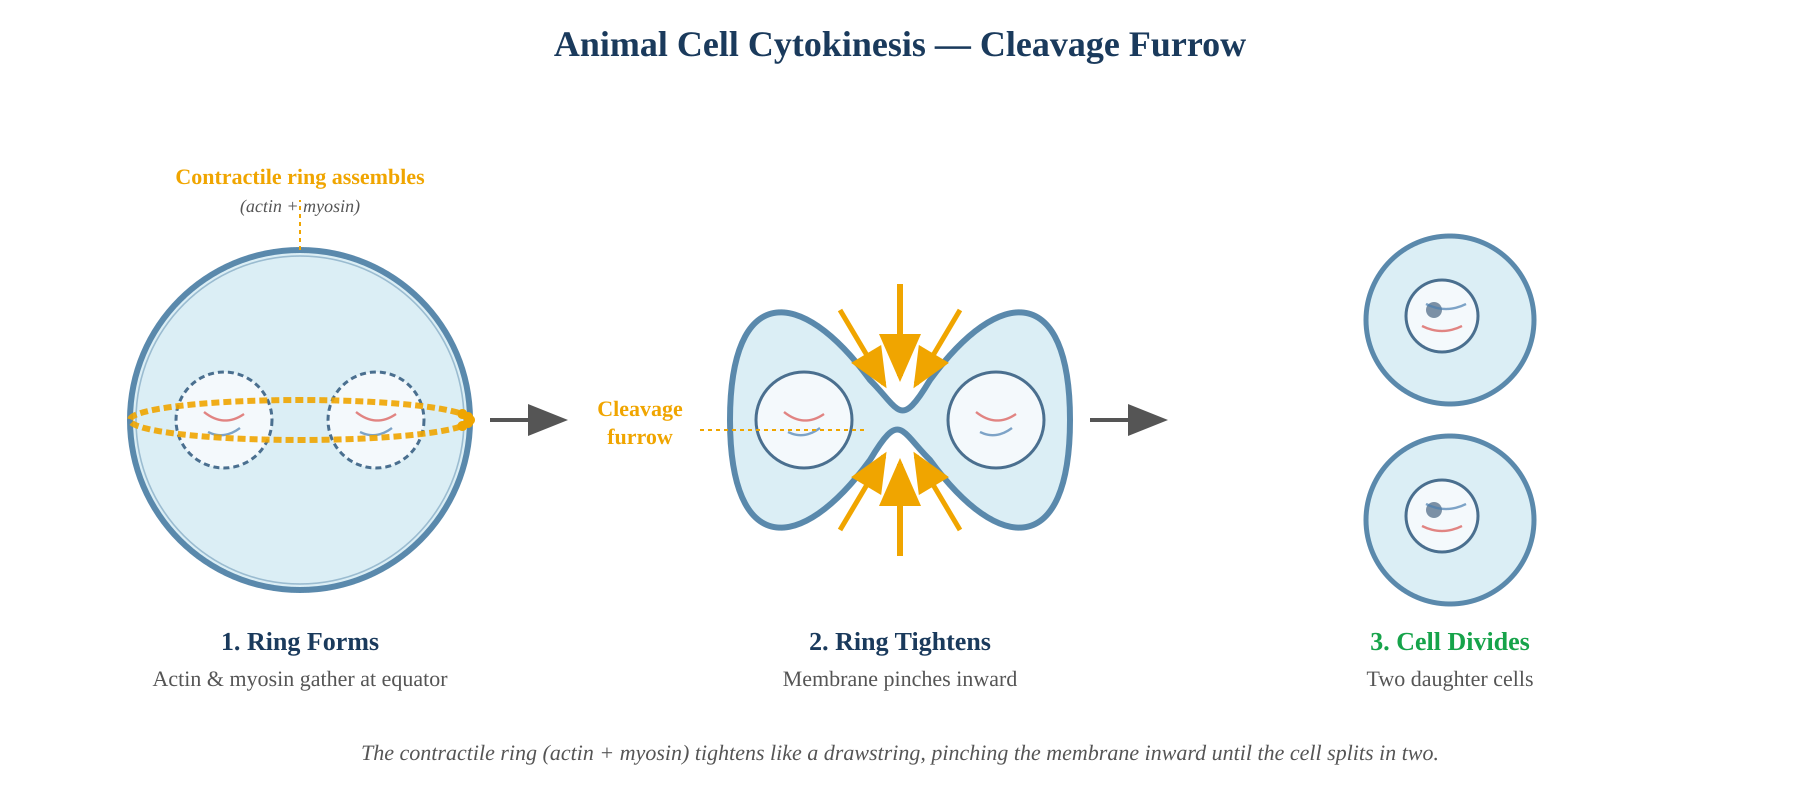 Animal Cell Cytokinesis — Cleavage Furrow
Contractile ring assembles
(actin + myosin)
Cleavage
furrow
1. Ring Forms
Actin & myosin gather at equator
2. Ring Tightens
Membrane pinches inward
3. Cell Divides
Two daughter cells
The contractile ring (actin + myosin) tightens like a drawstring, pinching the membrane inward until the cell splits in two.